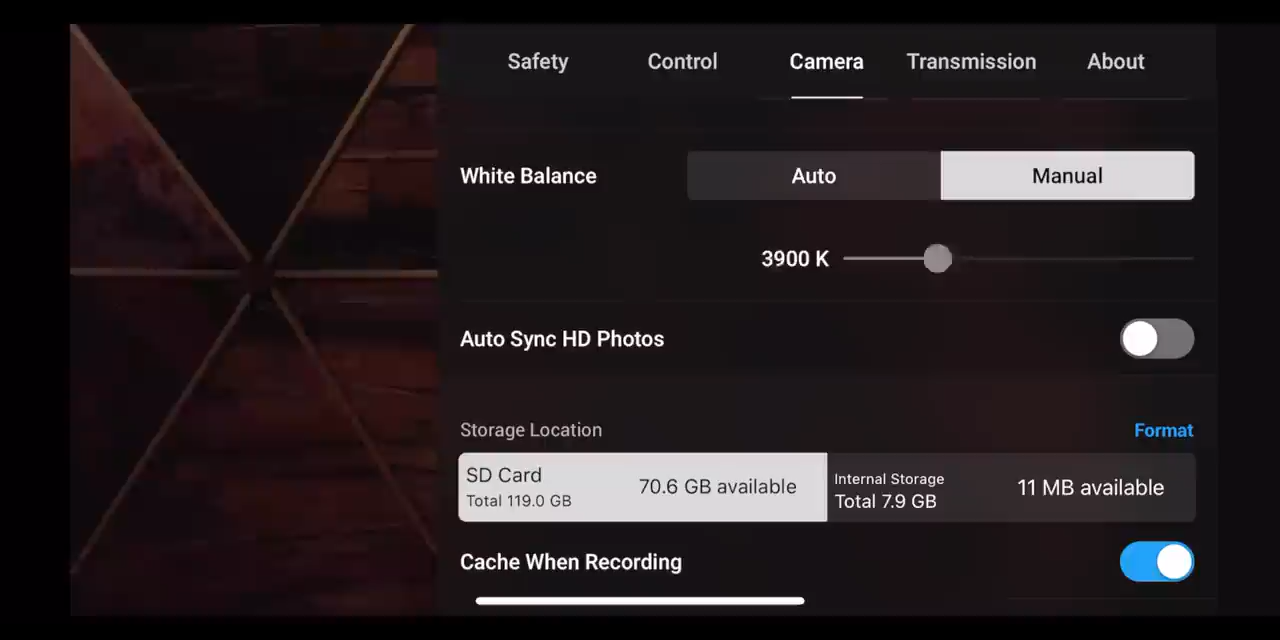 Safety Control Camera Transmission About
White Balance Auto Manual
3900 K
Auto Sync HD Photos
Storage Location Format
SD Card
Total 119.0 GB
70.6 GB available
Internal Storage
Total 7.9 GB
11 MB available
Cache When Recording